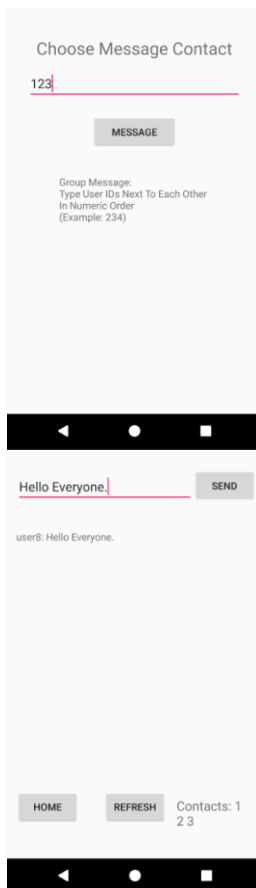 Choose Message Contact
123
MESSAGE
Group Message:
Type User IDs Next To Each Other
In Numeric Order
(Example: 234)
Hello Everyone.
SEND
user8: Hello Everyone.
HOME
REFRESH
Contacts: 1
2 3